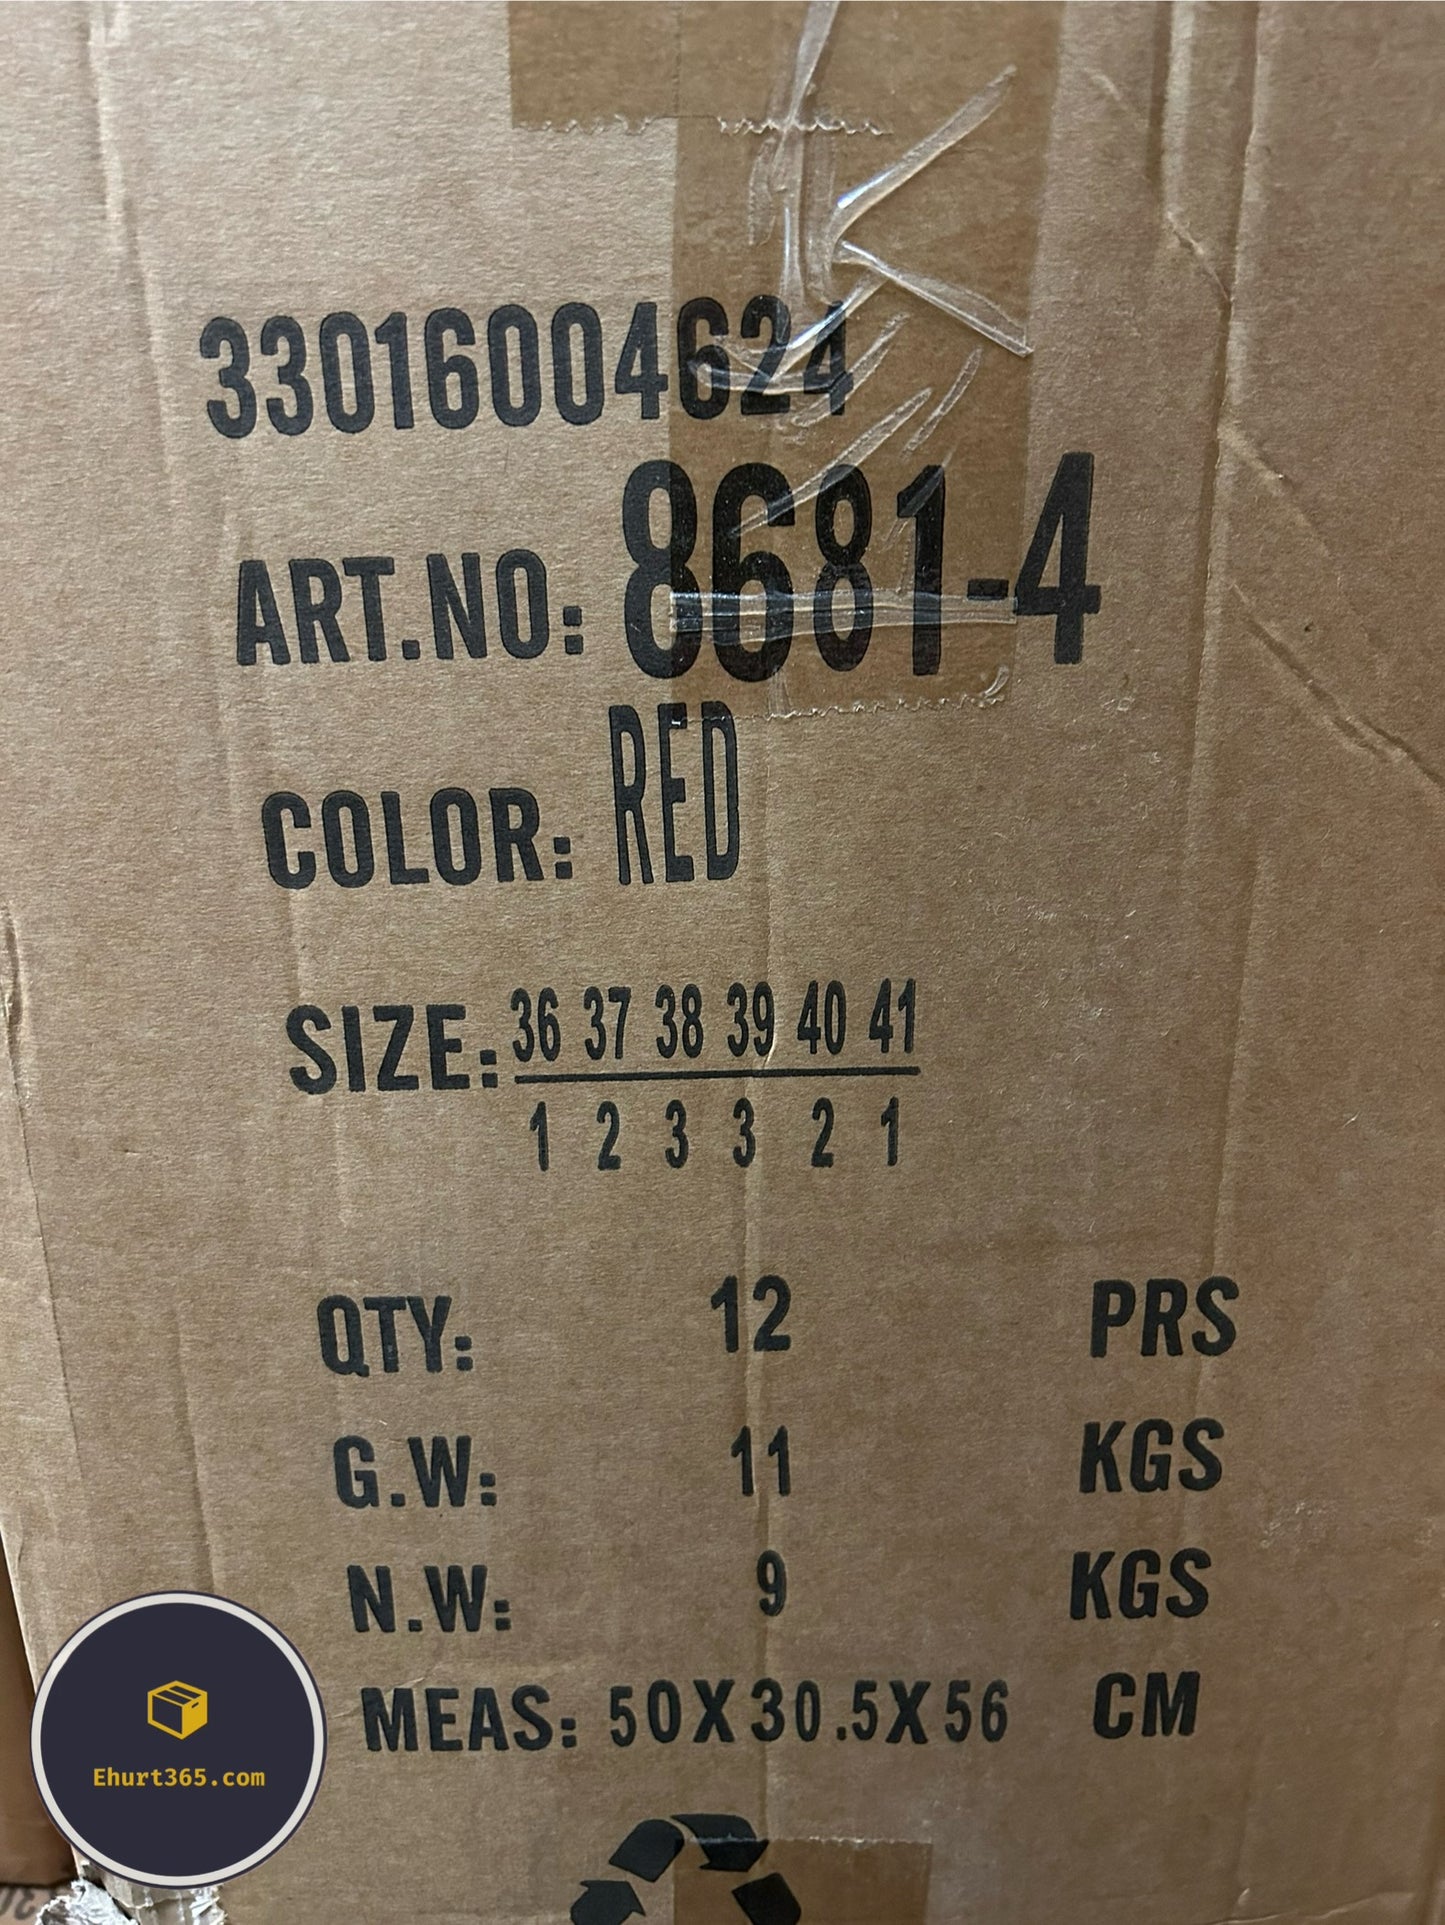 33016004624
ART.NO: 8681-4
COLOR: RED
SIZE: 36 37 38 39 40 41
1 2 3 3 2 1
QTY: 12 PRS
G.W: 11 KGS
N.W: 9 KGS
MEAS: 50X30.5X56 CM
Ehurt365.com